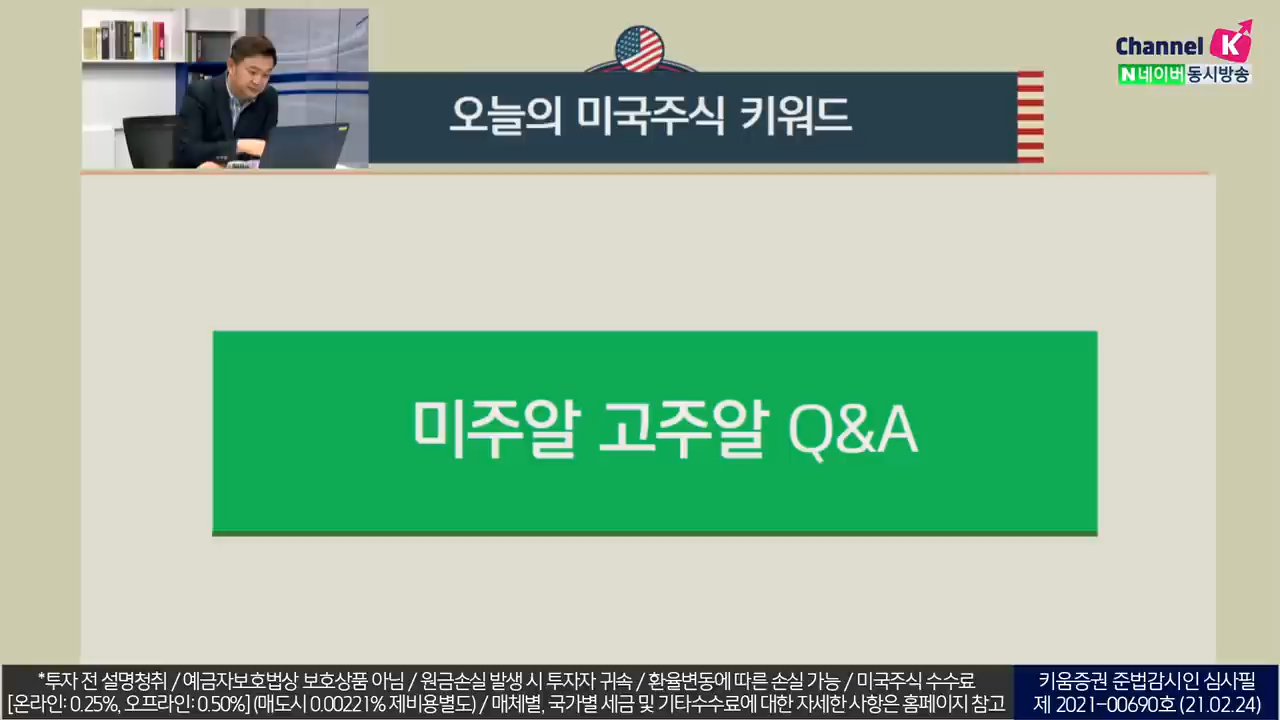 Channel K
N네이버 동시방송
오늘의 미국주식 키워드
미주알 고주알 Q&A
*투자 전 설명청취 / 예금자보호법상 보호상품 아님 / 원금손실 발생 시 투자자 귀속 / 환율변동에 따른 손실 가능 / 미국주식 수수료
[온라인: 0.25%, 오프라인: 0.50%] (매도시 0.00221% 제비용별도) / 매체별, 국가별 세금 및 기타수수료에 대한 자세한 사항은 홈페이지 참고
키움증권 준법감시인 심사필
제 2021-00690호 (21.02.24)